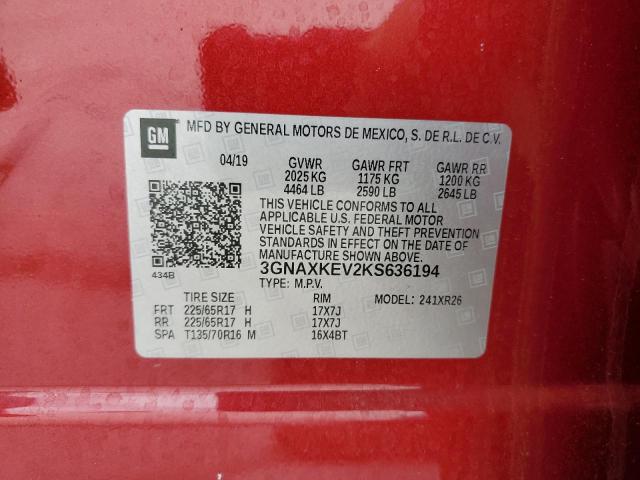 GM MFD BY GENERAL MOTORS DE MEXICO, S. DE R.L. DE C.V.
04/19 GVWR GAWR FRT GAWR RR
2025 KG 1175 KG 1200 KG
4464 LB 2590 LB 2645 LB
THIS VEHICLE CONFORMS TO ALL
APPLICABLE U.S. FEDERAL MOTOR
VEHICLE SAFETY AND THEFT PREVENTION
STANDARDS IN EFFECT ON THE DATE OF
MANUFACTURE SHOWN ABOVE.
434B 3GNAXKEV2KS636194
TYPE: M.P.V.
TIRE SIZE RIM MODEL: 241XR26
FRT 225/65R17 H 17X7J
RR 225/65R17 H 17X7J
SPA T135/70R16 M 16X4BT